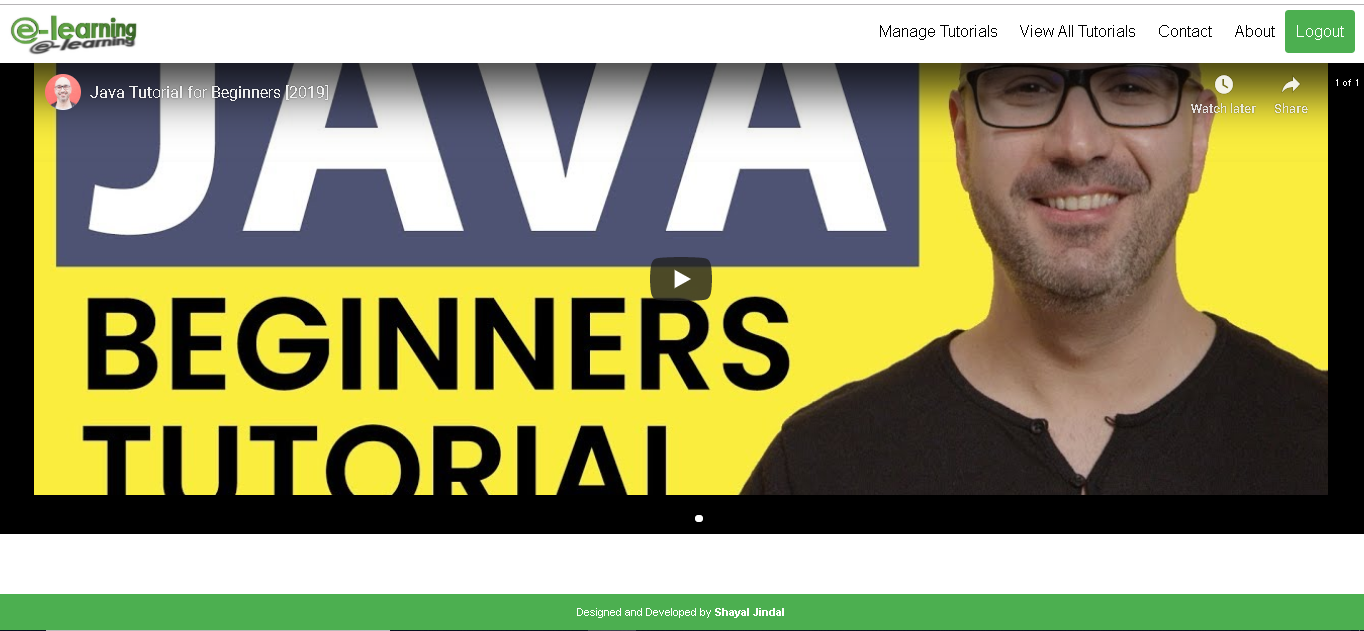 e-learning
e-learning
Manage Tutorials View All Tutorials Contact About Logout
Java Tutorial for Beginners [2019]
Watch later Share
1 of 1
JAVA
BEGINNERS
TUTORIAL
Designed and Developed by Shayal Jindal